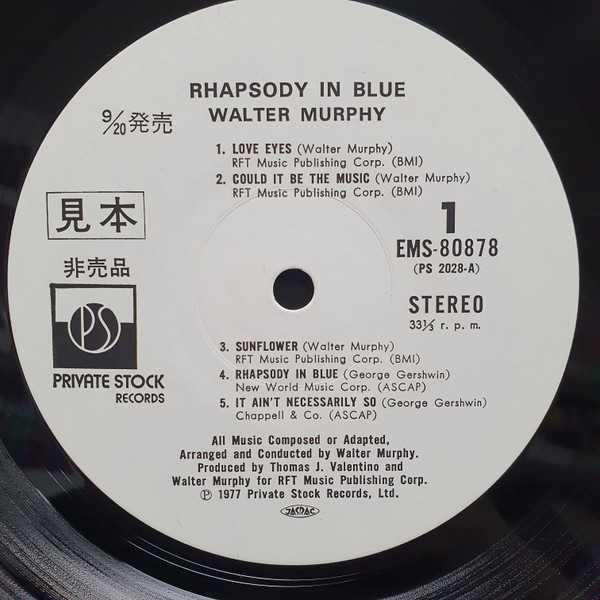 RHAPSODY IN BLUE
WALTER MURPHY
9/20発売
1. LOVE EYES (Walter Murphy)
RFT Music Publishing Corp. (BMI)
2. COULD IT BE THE MUSIC (Walter Murphy)
RFT Music Publishing Corp. (BMI)
見本
非売品
1
EMS-80878
(PS 2028-A)
STEREO
33⅓ r. p. m.
PS
PRIVATE STOCK
RECORDS
3. SUNFLOWER (Walter Murphy)
RFT Music Publishing Corp. (BMI)
4. RHAPSODY IN BLUE (George Gershwin)
New World Music Corp. (ASCAP)
5. IT AIN'T NECESSARILY SO (George Gershwin)
Chappell & Co. (ASCAP)
All Music Composed or Adapted,
Arranged and Conducted by Walter Murphy.
Produced by Thomas J. Valentino and
Walter Murphy for RFT Music Publishing Corp.
℗ 1977 Private Stock Records, Ltd.
JASRAC